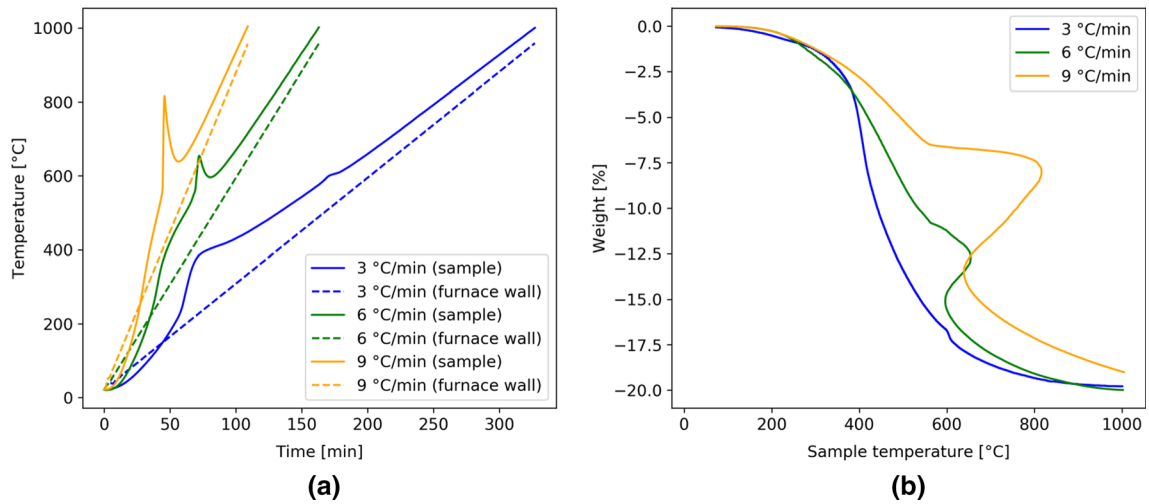 1000
800
600
400
200
0
Temperature [°C]
0
50
100
150
200
250
300
Time [min]
3 °C/min (sample)
3 °C/min (furnace wall)
6 °C/min (sample)
6 °C/min (furnace wall)
9 °C/min (sample)
9 °C/min (furnace wall)
(a)
0.0
−2.5
−5.0
−7.5
−10.0
−12.5
−15.0
−17.5
−20.0
Weight [%]
0
200
400
600
800
1000
Sample temperature [°C]
3 °C/min
6 °C/min
9 °C/min
(b)